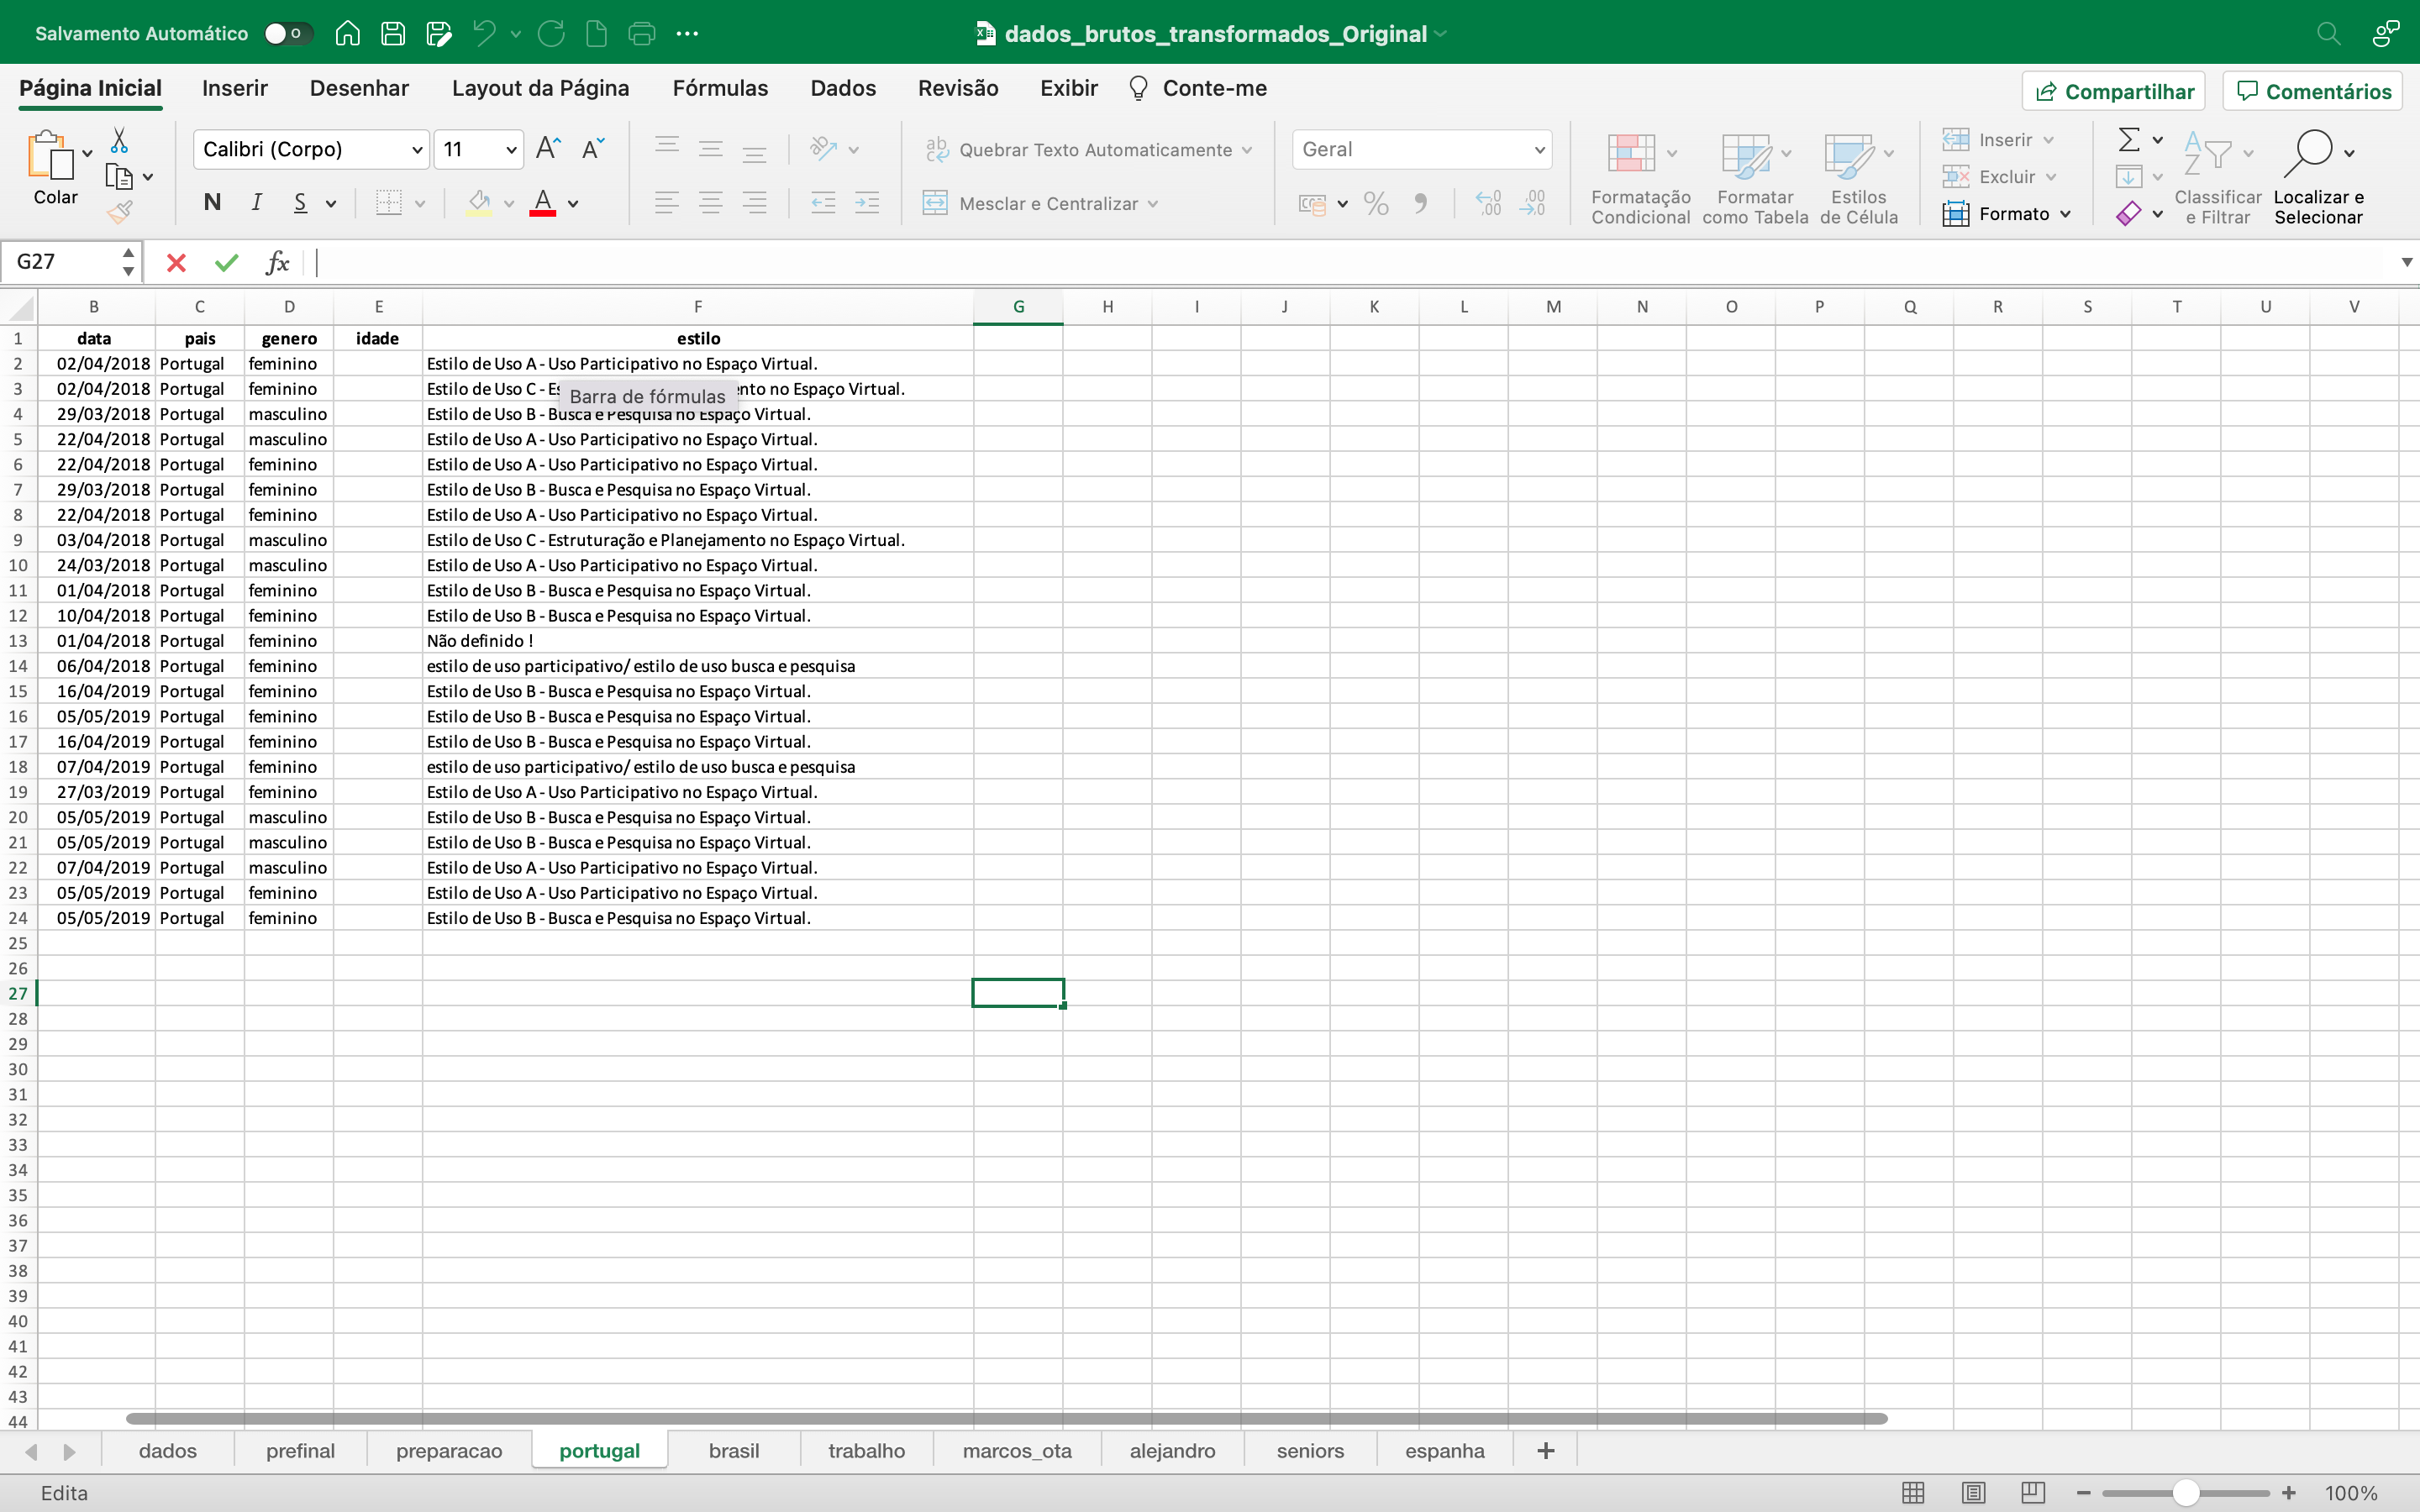 Salvamento Automático
dados_brutos_transformados_Original
Página Inicial Inserir Desenhar Layout da Página Fórmulas Dados Revisão Exibir Conte-me Compartilhar Comentários
Colar
Calibri (Corpo) 11
N I S A
Quebrar Texto Automaticamente
Mesclar e Centralizar
Geral
Formatação Condicional
Formatar como Tabela
Estilos de Célula
Inserir
Excluir
Formato
Classificar e Filtrar
Localizar e Selecionar
G27 fx
B C D E F G H I J K L M N O P Q R S T U V
1 data pais genero idade estilo
2 02/04/2018 Portugal feminino Estilo de Uso A - Uso Participativo no Espaço Virtual.
3 02/04/2018 Portugal feminino Estilo de Uso C - Es nto no Espaço Virtual.
Barra de fórmulas
4 29/03/2018 Portugal masculino Estilo de Uso B - Busca e Pesquisa no Espaço Virtual.
5 22/04/2018 Portugal masculino Estilo de Uso A - Uso Participativo no Espaço Virtual.
6 22/04/2018 Portugal feminino Estilo de Uso A - Uso Participativo no Espaço Virtual.
7 29/03/2018 Portugal feminino Estilo de Uso B - Busca e Pesquisa no Espaço Virtual.
8 22/04/2018 Portugal feminino Estilo de Uso A - Uso Participativo no Espaço Virtual.
9 03/04/2018 Portugal masculino Estilo de Uso C - Estruturação e Planejamento no Espaço Virtual.
10 24/03/2018 Portugal masculino Estilo de Uso A - Uso Participativo no Espaço Virtual.
11 01/04/2018 Portugal feminino Estilo de Uso B - Busca e Pesquisa no Espaço Virtual.
12 10/04/2018 Portugal feminino Estilo de Uso B - Busca e Pesquisa no Espaço Virtual.
13 01/04/2018 Portugal feminino Não definido !
14 06/04/2018 Portugal feminino estilo de uso participativo/ estilo de uso busca e pesquisa
15 16/04/2019 Portugal feminino Estilo de Uso B - Busca e Pesquisa no Espaço Virtual.
16 05/05/2019 Portugal feminino Estilo de Uso B - Busca e Pesquisa no Espaço Virtual.
17 16/04/2019 Portugal feminino Estilo de Uso B - Busca e Pesquisa no Espaço Virtual.
18 07/04/2019 Portugal feminino estilo de uso participativo/ estilo de uso busca e pesquisa
19 27/03/2019 Portugal feminino Estilo de Uso A - Uso Participativo no Espaço Virtual.
20 05/05/2019 Portugal masculino Estilo de Uso B - Busca e Pesquisa no Espaço Virtual.
21 05/05/2019 Portugal masculino Estilo de Uso B - Busca e Pesquisa no Espaço Virtual.
22 07/04/2019 Portugal masculino Estilo de Uso A - Uso Participativo no Espaço Virtual.
23 05/05/2019 Portugal feminino Estilo de Uso A - Uso Participativo no Espaço Virtual.
24 05/05/2019 Portugal feminino Estilo de Uso B - Busca e Pesquisa no Espaço Virtual.
25
26
27
28
29
30
31
32
33
34
35
36
37
38
39
40
41
42
43
44
dados prefinal preparacao portugal brasil trabalho marcos_ota alejandro seniors espanha
Edita 100%